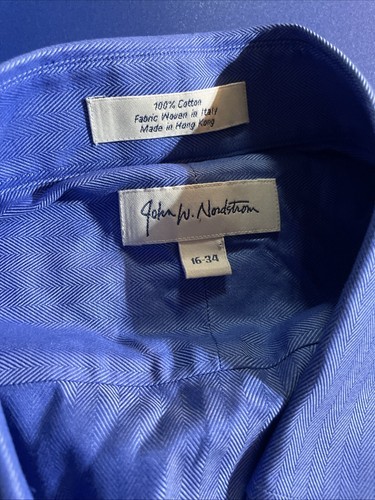 100% Cotton
Fabric Woven in Italy
Made in Hong Kong
John W. Nordstrom
16-34